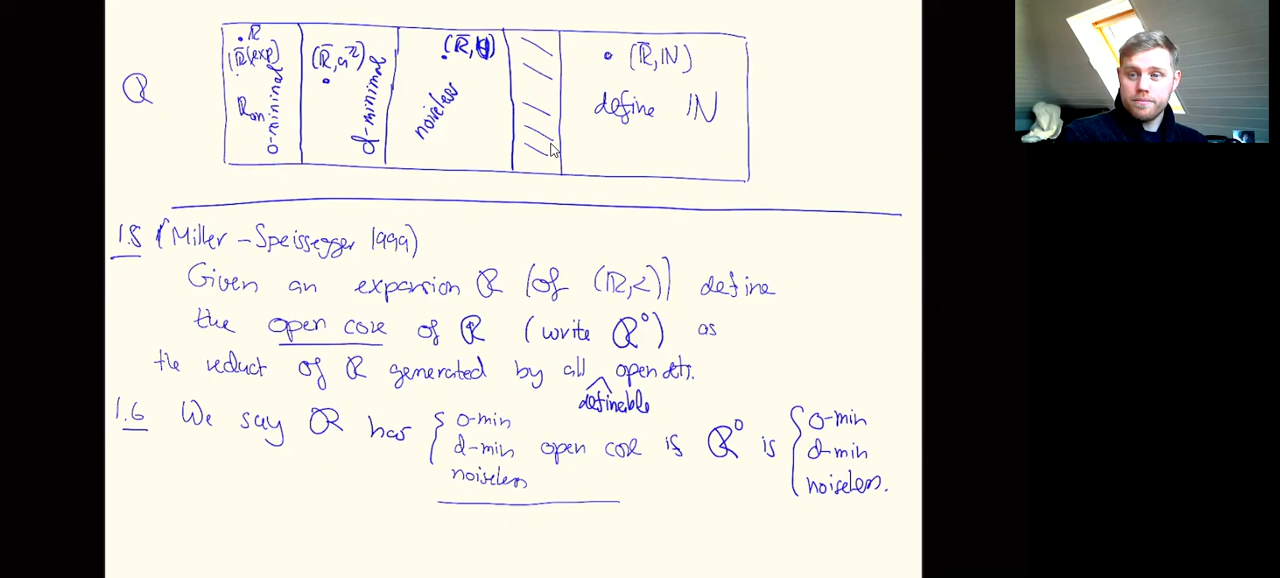 R
ℝ (ℝ̄, α^ℤ) (ℝ̄, ) • (ℝ̄, ℕ)
(ℝ̄(exp)
ℝan o-minimal d-minimal noiseless define ℕ
1.5 (Miller-Speissegger 1999)
Given an expansion R (of (ℝ,<)) define
the open core of R (write R°) as
the reduct of R generated by all open sets.
definable
1.6 We say R has { o-min d-min noiseless open core if R° is { o-min d-min noiseless.